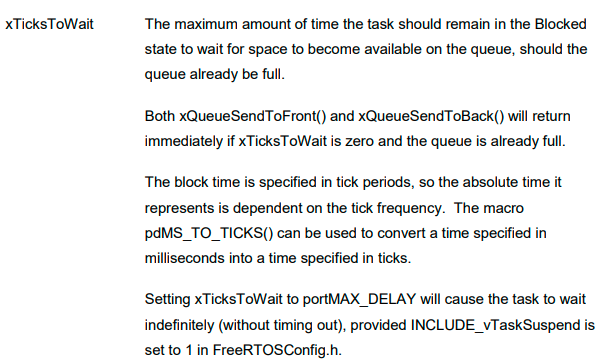 xTicksToWait The maximum amount of time the task should remain in the Blocked
state to wait for space to become available on the queue, should the
queue already be full.
Both xQueueSendToFront() and xQueueSendToBack() will return
immediately if xTicksToWait is zero and the queue is already full.
The block time is specified in tick periods, so the absolute time it
represents is dependent on the tick frequency.  The macro
pdMS_TO_TICKS() can be used to convert a time specified in
milliseconds into a time specified in ticks.
Setting xTicksToWait to portMAX_DELAY will cause the task to wait
indefinitely (without timing out), provided INCLUDE_vTaskSuspend is
set to 1 in FreeRTOSConfig.h.